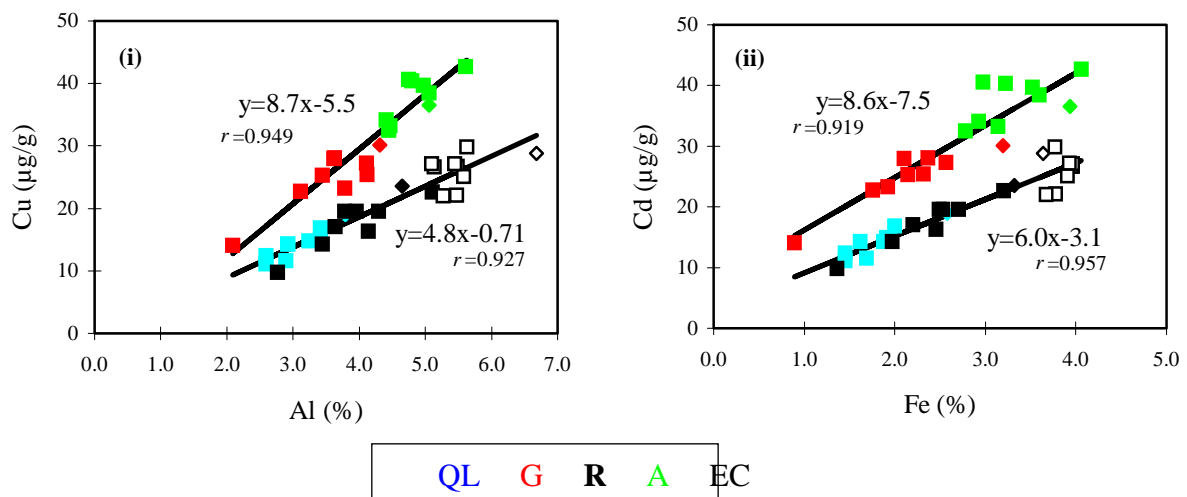 (i)
Cu (µg/g)
50
40
30
20
10
0
y=8.7x-5.5
r=0.949
y=4.8x-0.71
r=0.927
0.0 1.0 2.0 3.0 4.0 5.0 6.0 7.0
Al (%)
(ii)
Cd (µg/g)
50
40
30
20
10
0
y=8.6x-7.5
r=0.919
y=6.0x-3.1
r=0.957
0.0 1.0 2.0 3.0 4.0 5.0
Fe (%)
QL G R A EC